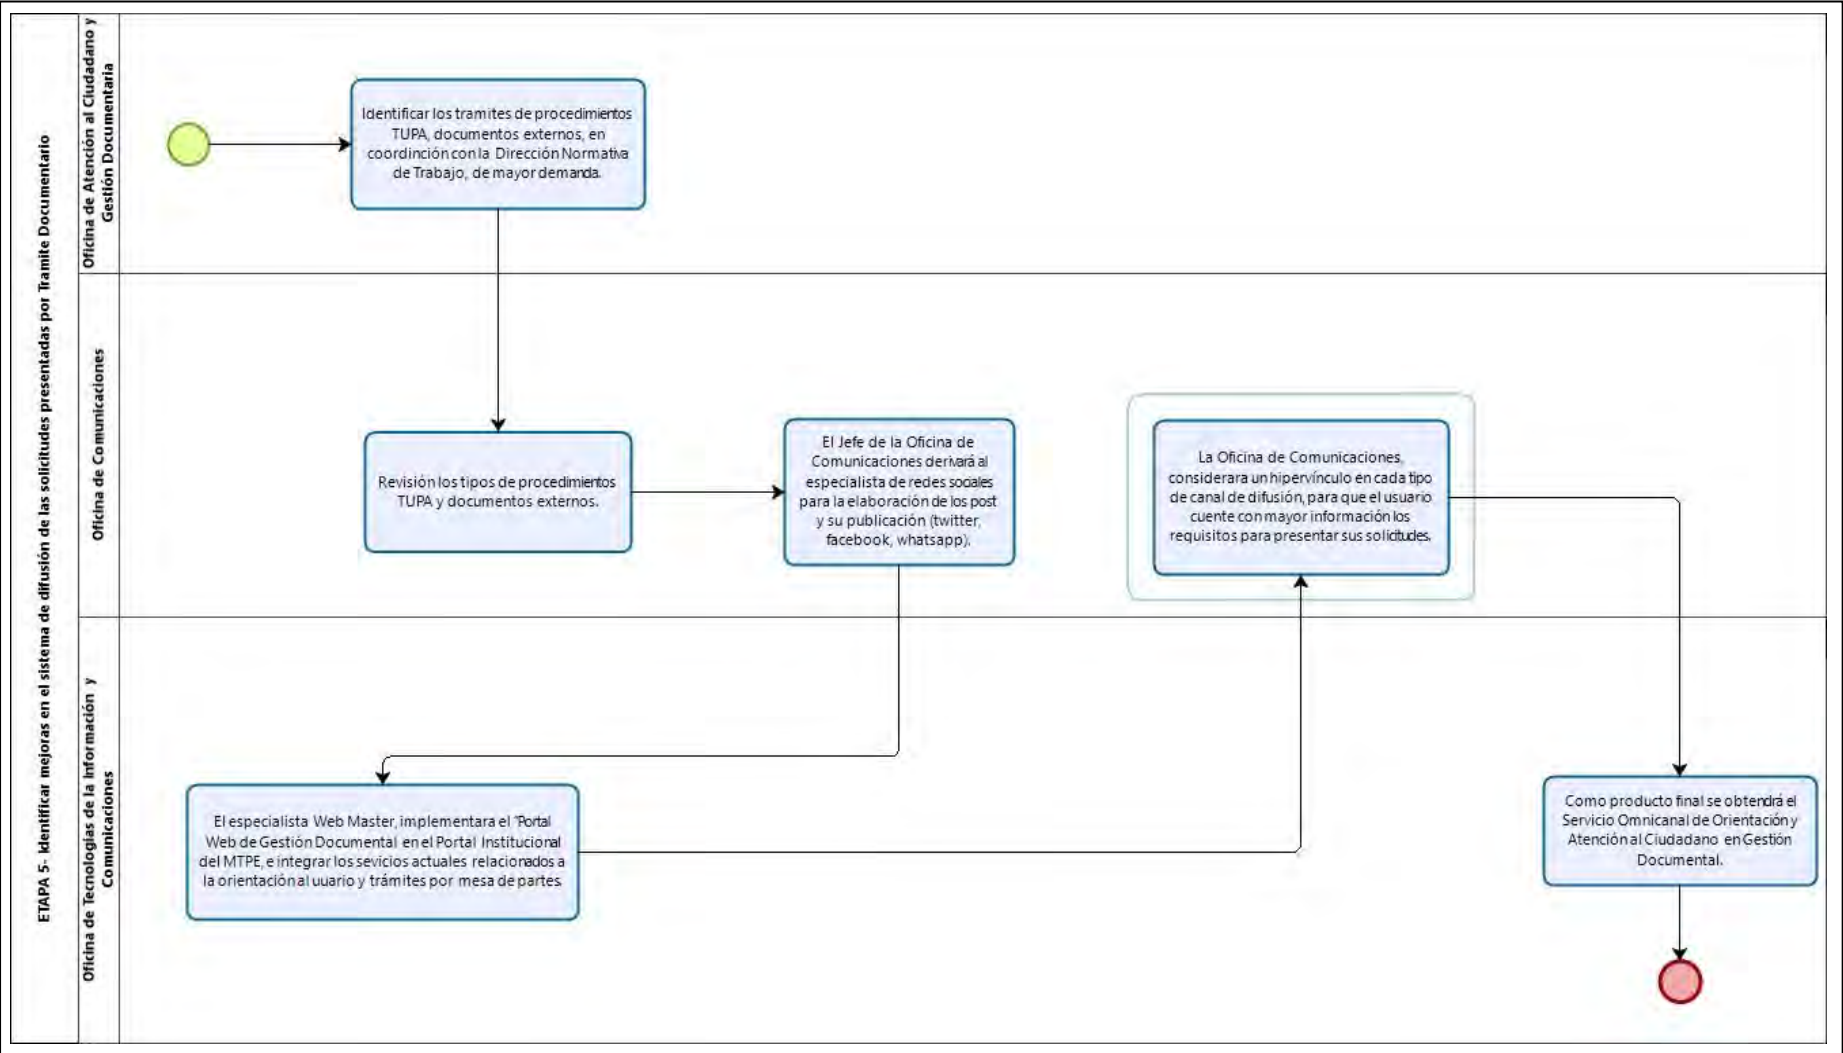 ETAPA 5- Identificar mejoras en el sistema de difusión de las solicitudes presentadas por Tramite Documentario
Oficina de Atención al Ciudadano y
Gestión Documentaria
Identificar los tramites de procedimientos
TUPA, documentos externos, en
coordinción con la Dirección Normativa
de Trabajo, de mayor demanda.
Oficina de Comunicaciones
Revisión los tipos de procedimientos
TUPA y documentos externos.
El Jefe de la Oficina de
Comunicaciones derivará al
especialista de redes sociales
para la elaboración de los post
y su publicación (twitter,
facebook, whatsapp).
La Oficina de Comunicaciones,
considerara un hipervínculo en cada tipo
de canal de difusión, para que el usuario
cuente con mayor información los
requisitos para presentar sus solicitudes.
Oficina de Tecnologías de la Información y
Comunicaciones
El especialista Web Master, implementara el "Portal
Web de Gestión Documental en el Portal Institucional
del MTPE, e integrar los sevicios actuales relacionados a
la orientación al uuario y trámites por mesa de partes.
Como producto final se obtendrá el
Servicio Omnicanal de Orientación y
Atención al Ciudadano en Gestión
Documental.